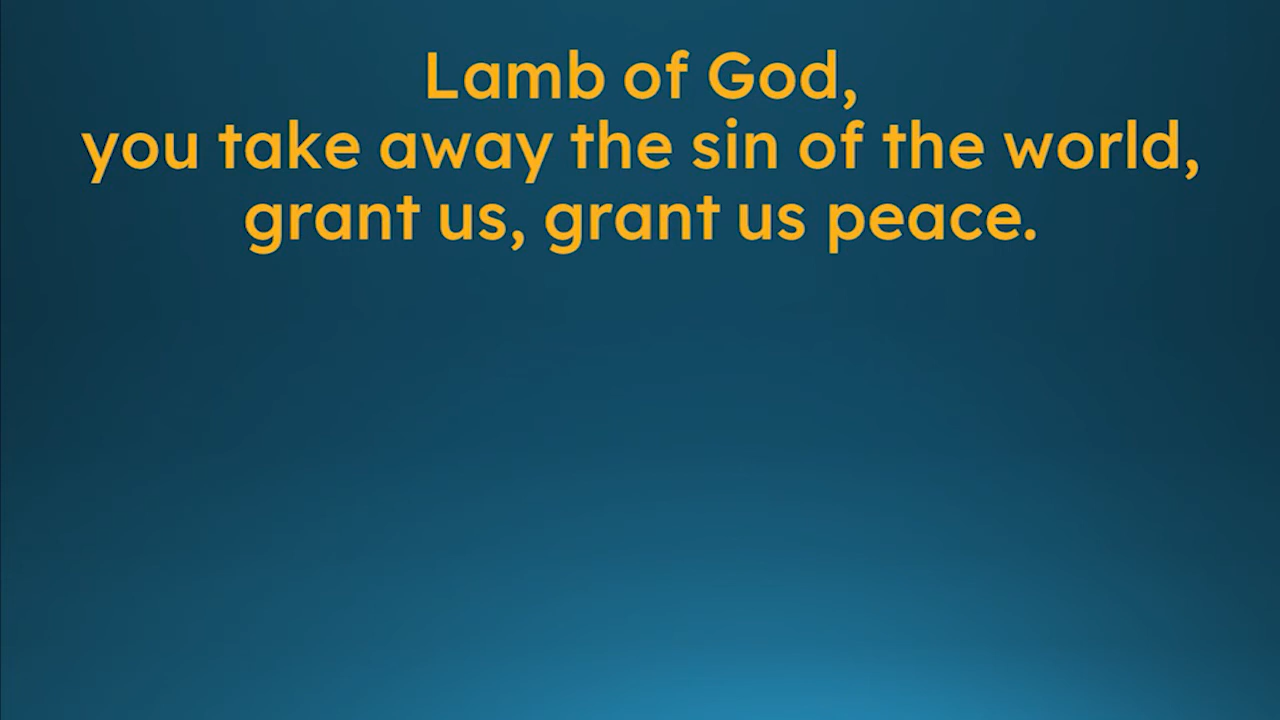 Lamb of God,
you take away the sin of the world,
grant us, grant us peace.